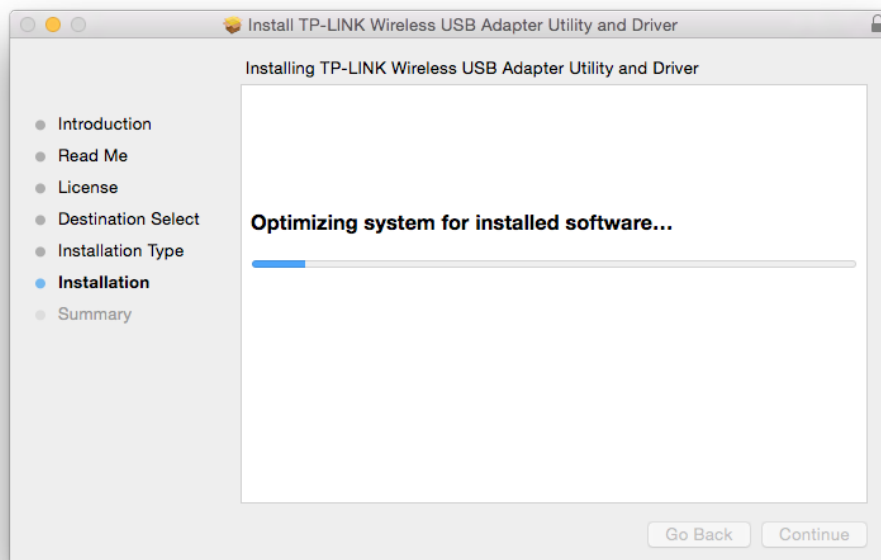 Install TP-LINK Wireless USB Adapter Utility and Driver
Installing TP-LINK Wireless USB Adapter Utility and Driver
Introduction
Read Me
License
Destination Select
Installation Type
Installation
Summary
Optimizing system for installed software...
Go Back
Continue